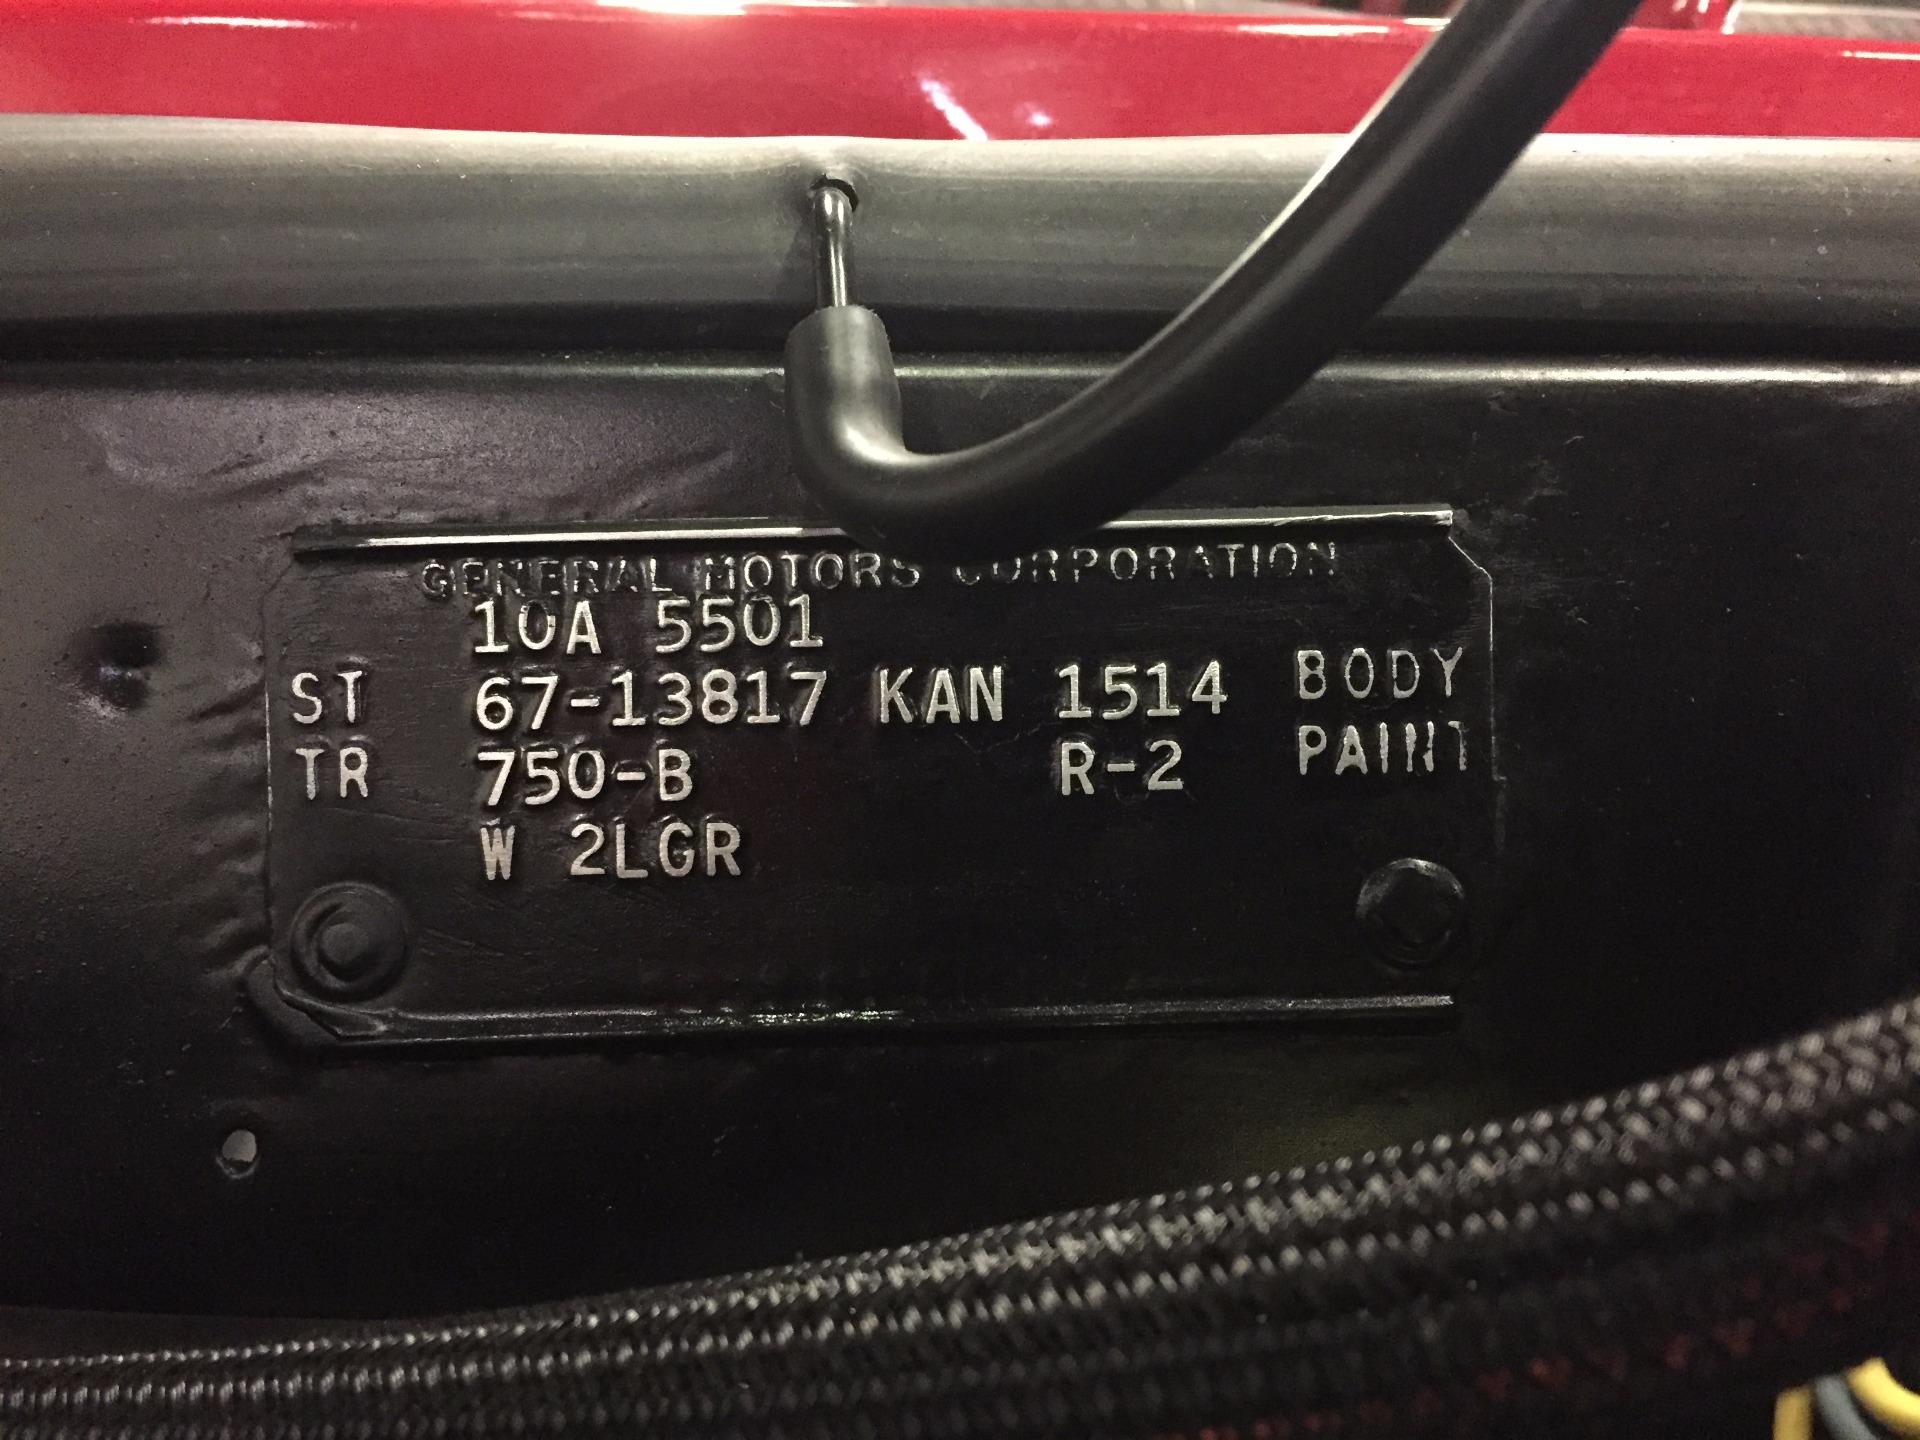 GENERAL MOTORS CORPORATION
10A 5501
ST 67-13817 KAN 1514 BODY
TR 750-B R-2 PAINT
W 2LGR